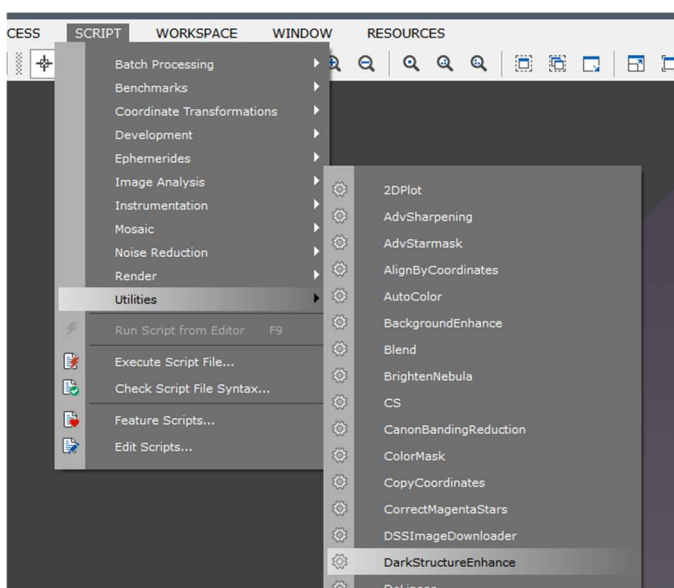 CESS SCRIPT WORKSPACE WINDOW RESOURCES
Batch Processing
Benchmarks
Coordinate Transformations
Development
Ephemerides
Image Analysis
Instrumentation
Mosaic
Noise Reduction
Render
Utilities
Run Script from Editor F9
Execute Script File...
Check Script File Syntax...
Feature Scripts...
Edit Scripts...
2DPlot
AdvSharpening
AdvStarmask
AlignByCoordinates
AutoColor
BackgroundEnhance
Blend
BrightenNebula
CS
CanonBandingReduction
ColorMask
CopyCoordinates
CorrectMagentaStars
DSSImageDownloader
DarkStructureEnhance